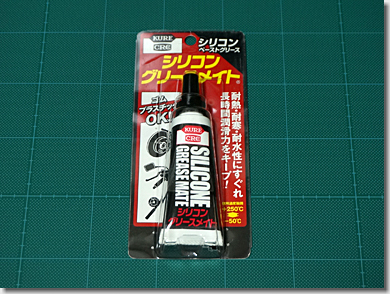 KURE
CRC
シリコン
ペーストグリース
シリコン
グリースメイト
ゴム
プラスチック
OK!
耐熱・耐寒・耐水性にすぐれ
長時間潤滑力をキープ!
+250℃
-50℃
KURE
CRC
SILICONE
GREASE MATE
シリコン
グリースメイト